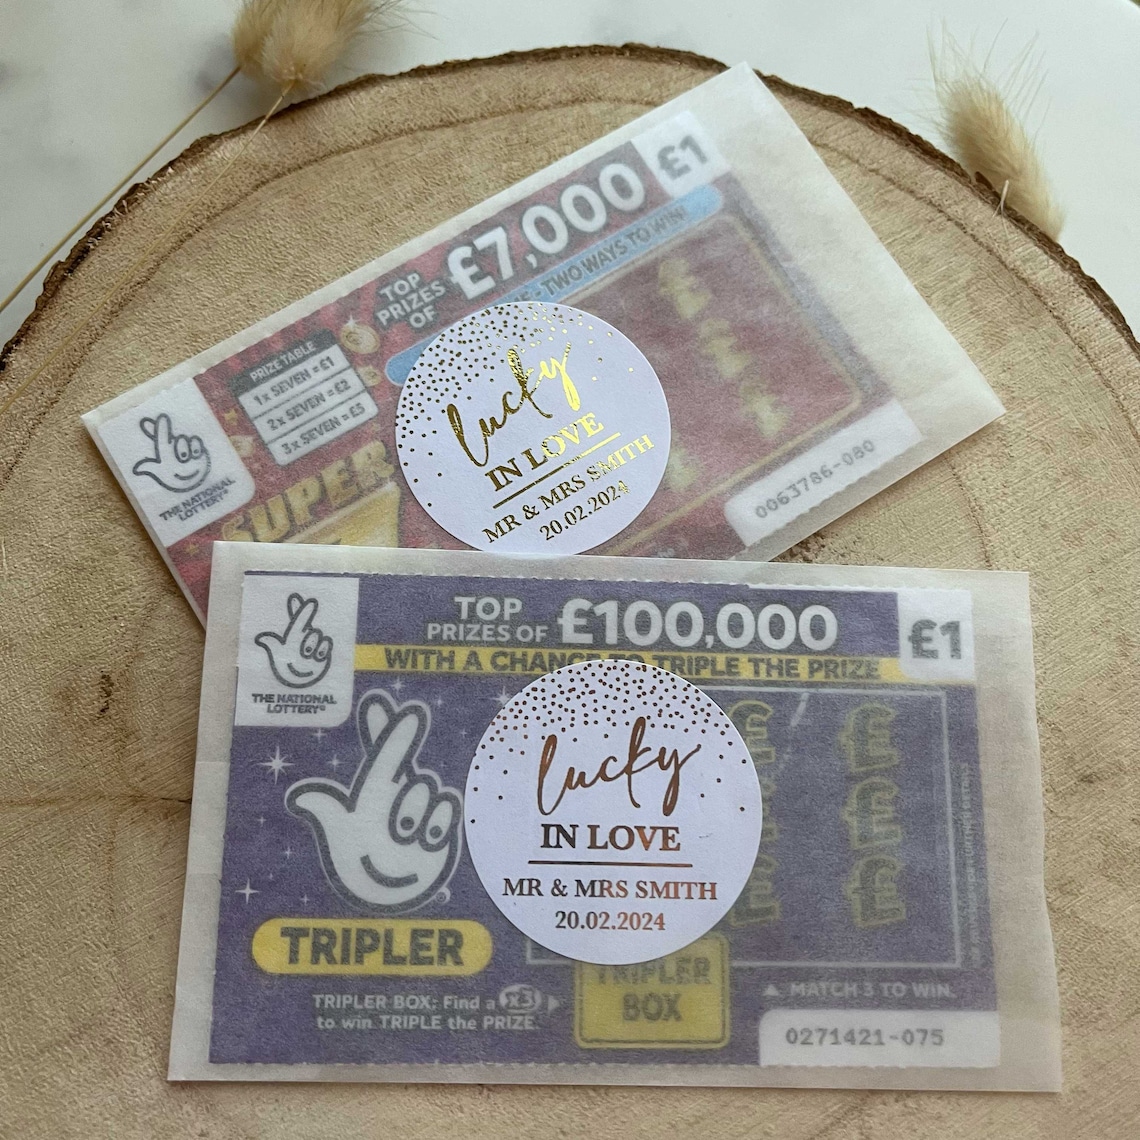 £1
TOP
PRIZES
OF
£7,000
- TWO WAYS TO WIN!
PRIZE TABLE
1x SEVEN = £1
2x SEVEN = £2
3x SEVEN = £5
THE NATIONAL
LOTTERY®
SUPER
lucky
IN LOVE
MR & MRS SMITH
20.02.2024
0063786-080
THE NATIONAL
LOTTERY®
TOP
PRIZES OF
£100,000
£1
WITH A CHANCE TO TRIPLE THE PRIZE
lucky
IN LOVE
MR & MRS SMITH
20.02.2024
TRIPLER
TRIPLER BOX: Find a x3
to win TRIPLE the PRIZE.
TRIPLER
BOX
▲ MATCH 3 TO WIN.
0271421-075